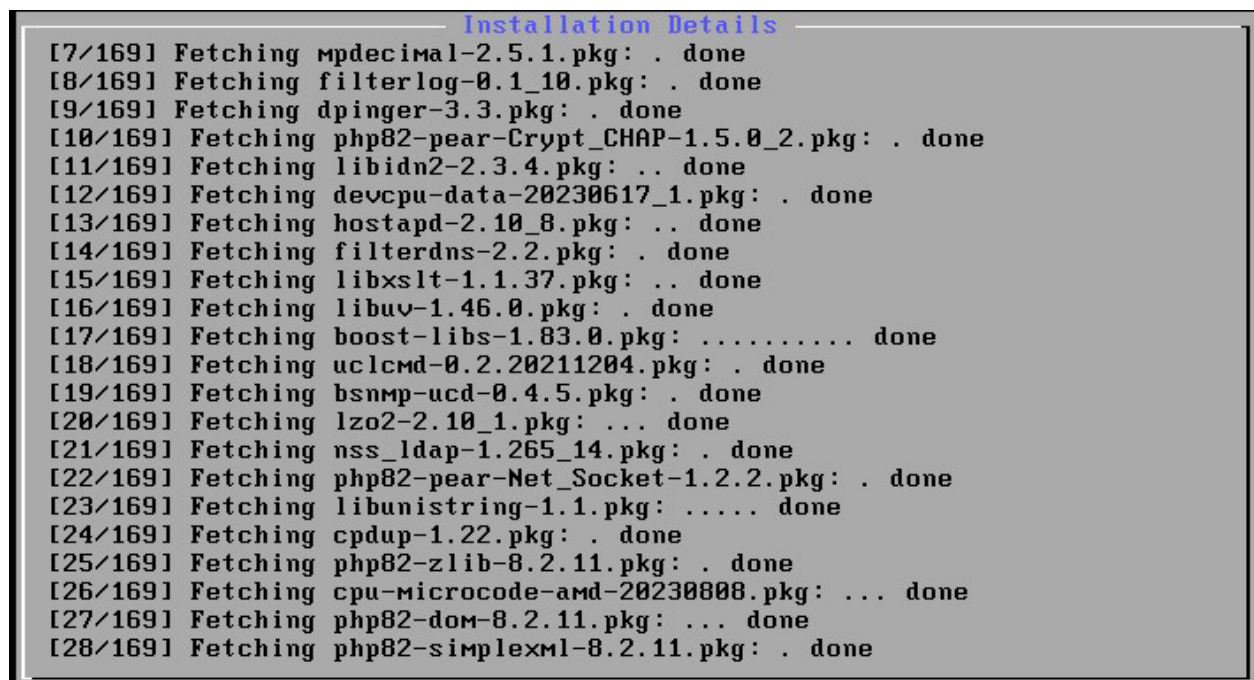 Installation Details
[7/169] Fetching mpdecimal-2.5.1.pkg: . done
[8/169] Fetching filterlog-0.1_10.pkg: . done
[9/169] Fetching dpinger-3.3.pkg: . done
[10/169] Fetching php82-pear-Crypt_CHAP-1.5.0_2.pkg: . done
[11/169] Fetching libidn2-2.3.4.pkg: .. done
[12/169] Fetching devcpu-data-20230617_1.pkg: . done
[13/169] Fetching hostapd-2.10_8.pkg: .. done
[14/169] Fetching filterdns-2.2.pkg: . done
[15/169] Fetching libxslt-1.1.37.pkg: .. done
[16/169] Fetching libuv-1.46.0.pkg: . done
[17/169] Fetching boost-libs-1.83.0.pkg: .......... done
[18/169] Fetching uclcmd-0.2.20211204.pkg: . done
[19/169] Fetching bsnmp-ucd-0.4.5.pkg: . done
[20/169] Fetching lzo2-2.10_1.pkg: ... done
[21/169] Fetching nss_ldap-1.265_14.pkg: . done
[22/169] Fetching php82-pear-Net_Socket-1.2.2.pkg: . done
[23/169] Fetching libunistring-1.1.pkg: ..... done
[24/169] Fetching cpdup-1.22.pkg: . done
[25/169] Fetching php82-zlib-8.2.11.pkg: . done
[26/169] Fetching cpu-microcode-amd-20230808.pkg: ... done
[27/169] Fetching php82-dom-8.2.11.pkg: ... done
[28/169] Fetching php82-simplexml-8.2.11.pkg: . done